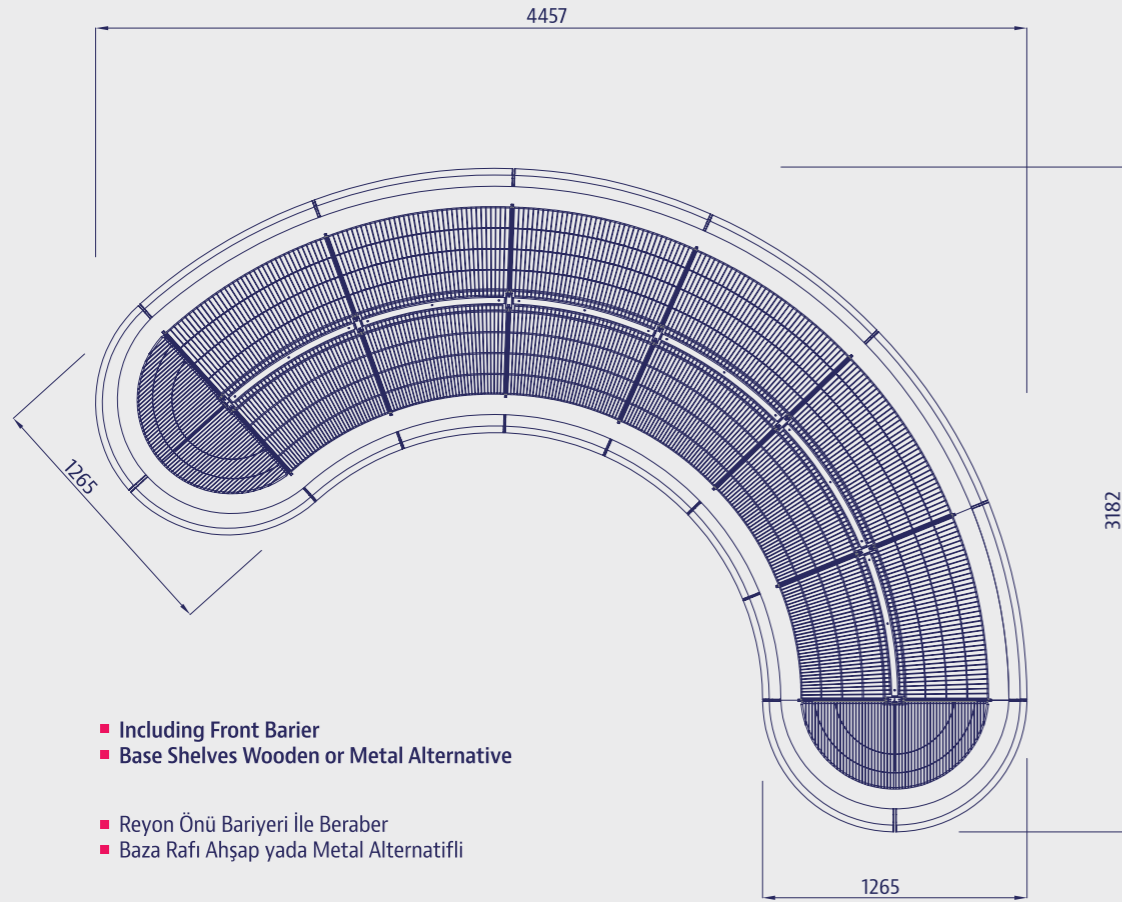 4457
1265
3182
Including Front Barier
Base Shelves Wooden or Metal Alternative
Reyon Önü Bariyeri İle Beraber
Baza Rafı Ahşap yada Metal Alternatifli
1265